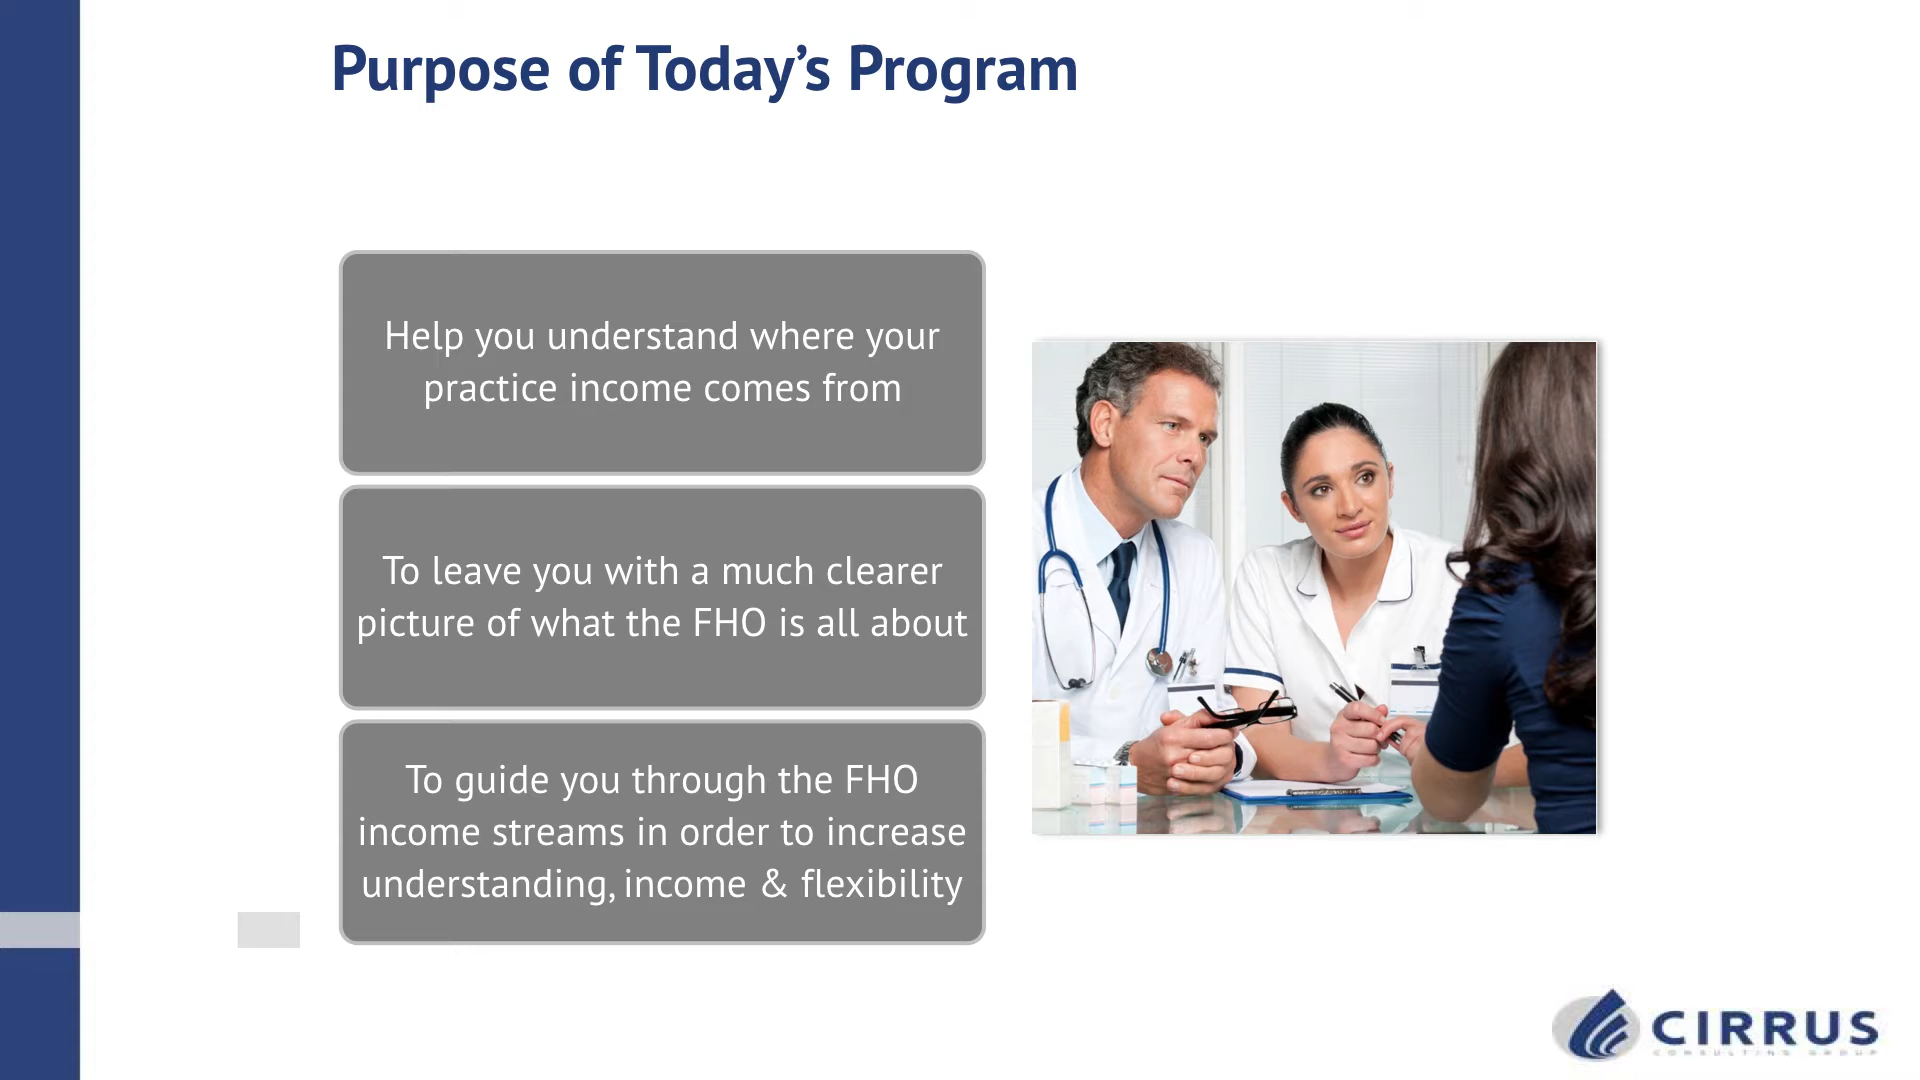 Purpose of Today’s Program
Help you understand where your
practice income comes from
To leave you with a much clearer
picture of what the FHO is all about
To guide you through the FHO
income streams in order to increase
understanding, income & flexibility
CIRRUS
CONSULTING GROUP